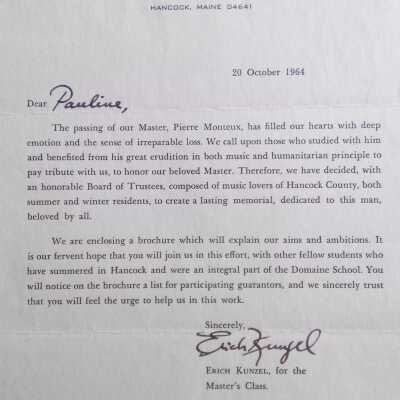 HANCOCK, MAINE 04641
20 October 1964
Dear Pauline,
The passing of our Master, Pierre Monteux, has filled our hearts with deep
emotion and the sense of irreparable loss. We call upon those who studied with him
and benefited from his great erudition in both music and humanitarian principle to
pay tribute with us, to honor our beloved Master. Therefore, we have decided, with
an honorable Board of Trustees, composed of music lovers of Hancock County, both
summer and winter residents, to create a lasting memorial, dedicated to this man,
beloved by all.
We are enclosing a brochure which will explain our aims and ambitions. It
is our fervent hope that you will join us in this effort, with other fellow students who
have summered in Hancock and were an integral part of the Domaine School. You
will notice on the brochure a list for participating guarantors, and we sincerely trust
that you will feel the urge to help us in this work.
Sincerely,
Erich Kunzel
ERICH KUNZEL, for the
Master's Class.